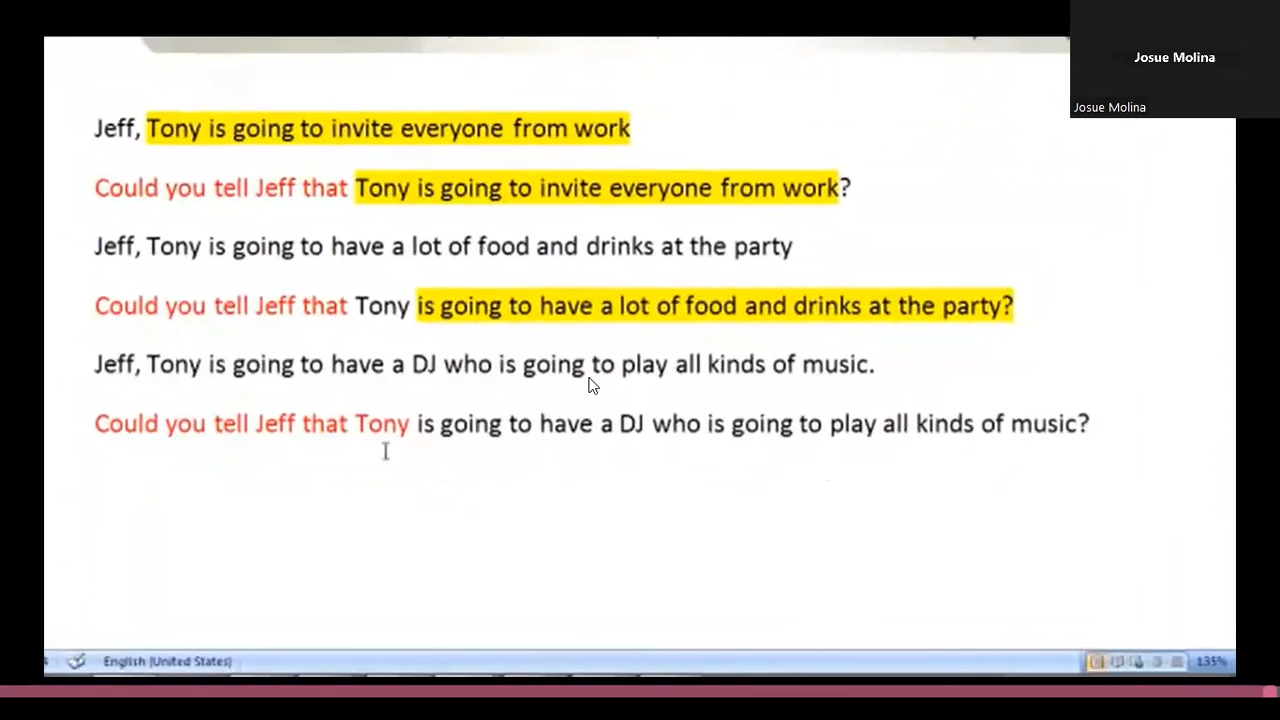 Josue Molina
Josue Molina
Jeff, Tony is going to invite everyone from work
Could you tell Jeff that Tony is going to invite everyone from work?
Jeff, Tony is going to have a lot of food and drinks at the party
Could you tell Jeff that Tony is going to have a lot of food and drinks at the party?
Jeff, Tony is going to have a DJ who is going to play all kinds of music.
Could you tell Jeff that Tony is going to have a DJ who is going to play all kinds of music?
English (United States)
135%